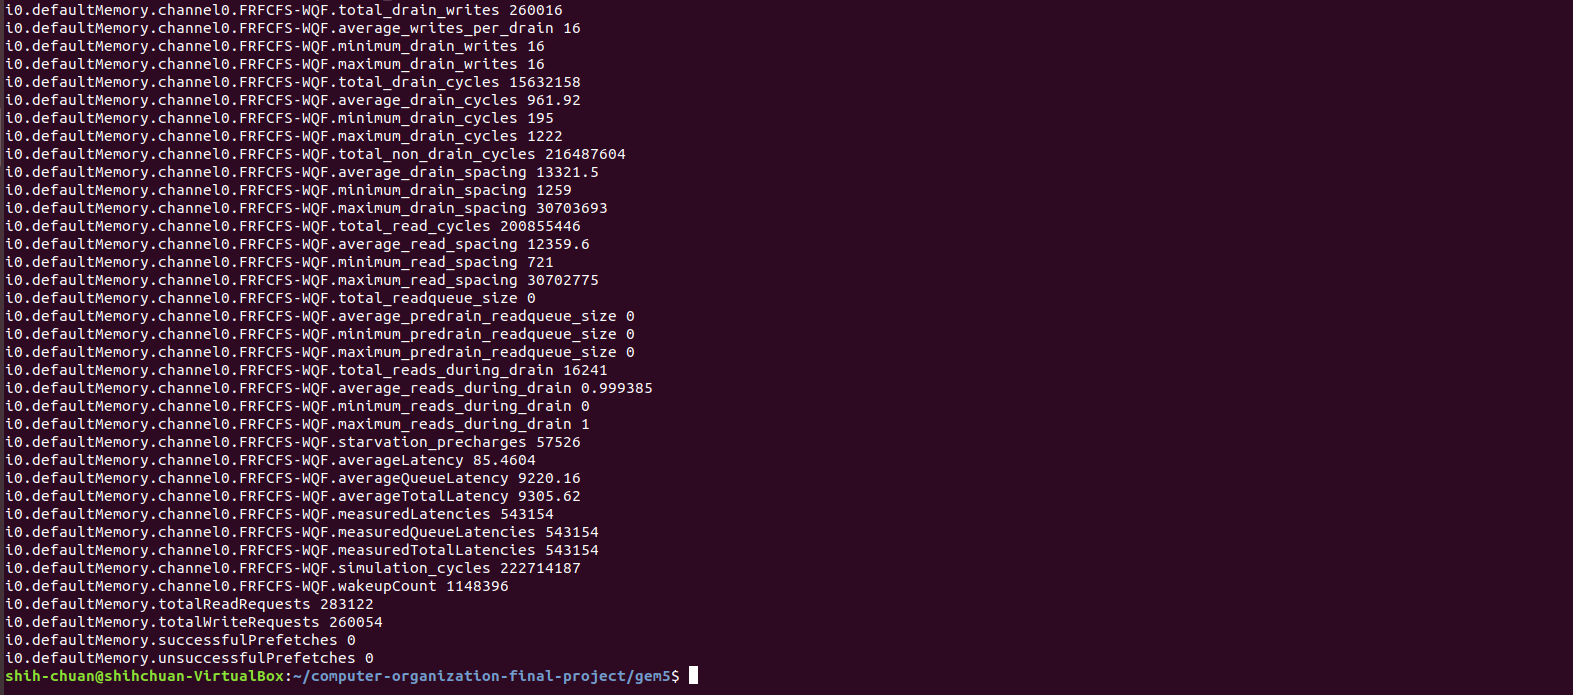 i0.defaultMemory.channel0.FRFCFS-WQF.total_drain_writes 260016
i0.defaultMemory.channel0.FRFCFS-WQF.average_writes_per_drain 16
i0.defaultMemory.channel0.FRFCFS-WQF.minimum_drain_writes 16
i0.defaultMemory.channel0.FRFCFS-WQF.maximum_drain_writes 16
i0.defaultMemory.channel0.FRFCFS-WQF.total_drain_cycles 15632158
i0.defaultMemory.channel0.FRFCFS-WQF.average_drain_cycles 961.92
i0.defaultMemory.channel0.FRFCFS-WQF.minimum_drain_cycles 195
i0.defaultMemory.channel0.FRFCFS-WQF.maximum_drain_cycles 1222
i0.defaultMemory.channel0.FRFCFS-WQF.total_non_drain_cycles 216487604
i0.defaultMemory.channel0.FRFCFS-WQF.average_drain_spacing 13321.5
i0.defaultMemory.channel0.FRFCFS-WQF.minimum_drain_spacing 1259
i0.defaultMemory.channel0.FRFCFS-WQF.maximum_drain_spacing 30703693
i0.defaultMemory.channel0.FRFCFS-WQF.total_read_cycles 200855446
i0.defaultMemory.channel0.FRFCFS-WQF.average_read_spacing 12359.6
i0.defaultMemory.channel0.FRFCFS-WQF.minimum_read_spacing 721
i0.defaultMemory.channel0.FRFCFS-WQF.maximum_read_spacing 30702775
i0.defaultMemory.channel0.FRFCFS-WQF.total_readqueue_size 0
i0.defaultMemory.channel0.FRFCFS-WQF.average_predrain_readqueue_size 0
i0.defaultMemory.channel0.FRFCFS-WQF.minimum_predrain_readqueue_size 0
i0.defaultMemory.channel0.FRFCFS-WQF.maximum_predrain_readqueue_size 0
i0.defaultMemory.channel0.FRFCFS-WQF.total_reads_during_drain 16241
i0.defaultMemory.channel0.FRFCFS-WQF.average_reads_during_drain 0.999385
i0.defaultMemory.channel0.FRFCFS-WQF.minimum_reads_during_drain 0
i0.defaultMemory.channel0.FRFCFS-WQF.maximum_reads_during_drain 1
i0.defaultMemory.channel0.FRFCFS-WQF.starvation_precharges 57526
i0.defaultMemory.channel0.FRFCFS-WQF.averageLatency 85.4604
i0.defaultMemory.channel0.FRFCFS-WQF.averageQueueLatency 9220.16
i0.defaultMemory.channel0.FRFCFS-WQF.averageTotalLatency 9305.62
i0.defaultMemory.channel0.FRFCFS-WQF.measuredLatencies 543154
i0.defaultMemory.channel0.FRFCFS-WQF.measuredQueueLatencies 543154
i0.defaultMemory.channel0.FRFCFS-WQF.measuredTotalLatencies 543154
i0.defaultMemory.channel0.FRFCFS-WQF.simulation_cycles 222714187
i0.defaultMemory.channel0.FRFCFS-WQF.wakeupCount 1148396
i0.defaultMemory.totalReadRequests 283122
i0.defaultMemory.totalWriteRequests 260054
i0.defaultMemory.successfulPrefetches 0
i0.defaultMemory.unsuccessfulPrefetches 0
shih-chuan@shihchuan-VirtualBox:~/computer-organization-final-project/gem5$